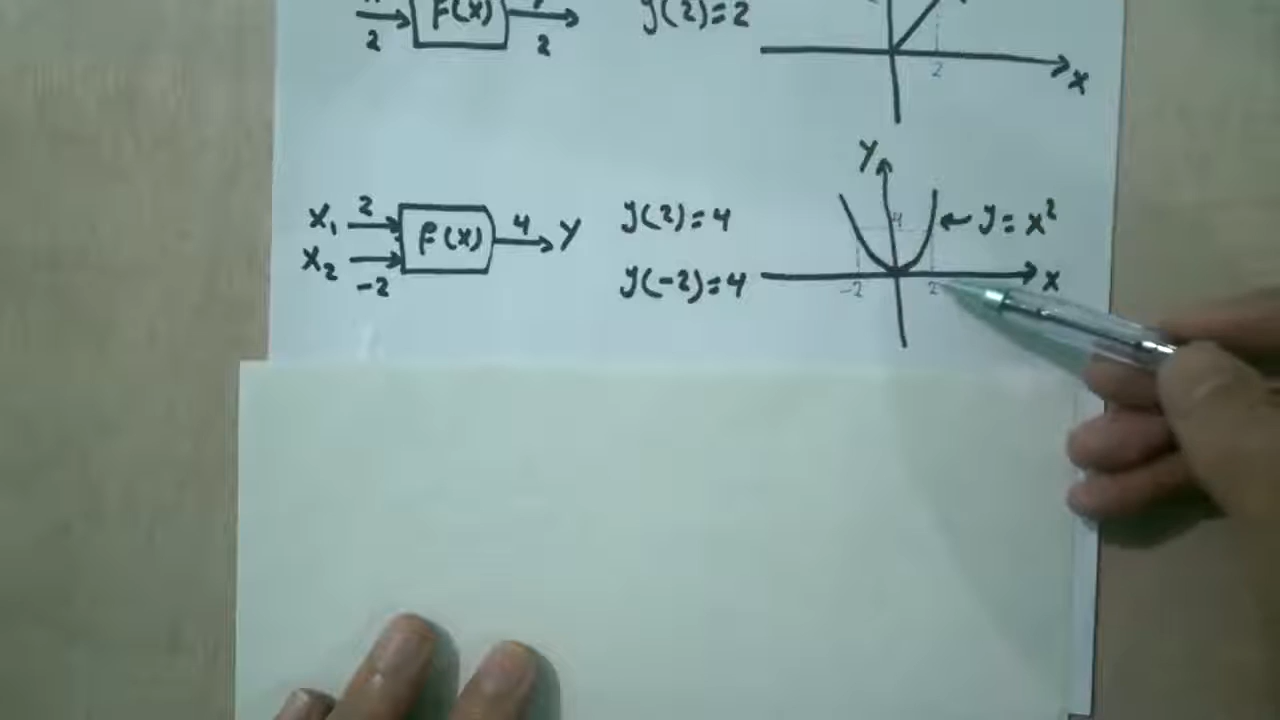 F(x) y(2)=2
2 2 2 x
y
x₁ 2 F(x) 4 y y(2)=4 4 y=x²
x₂ -2 y(-2)=4 -2 2 x